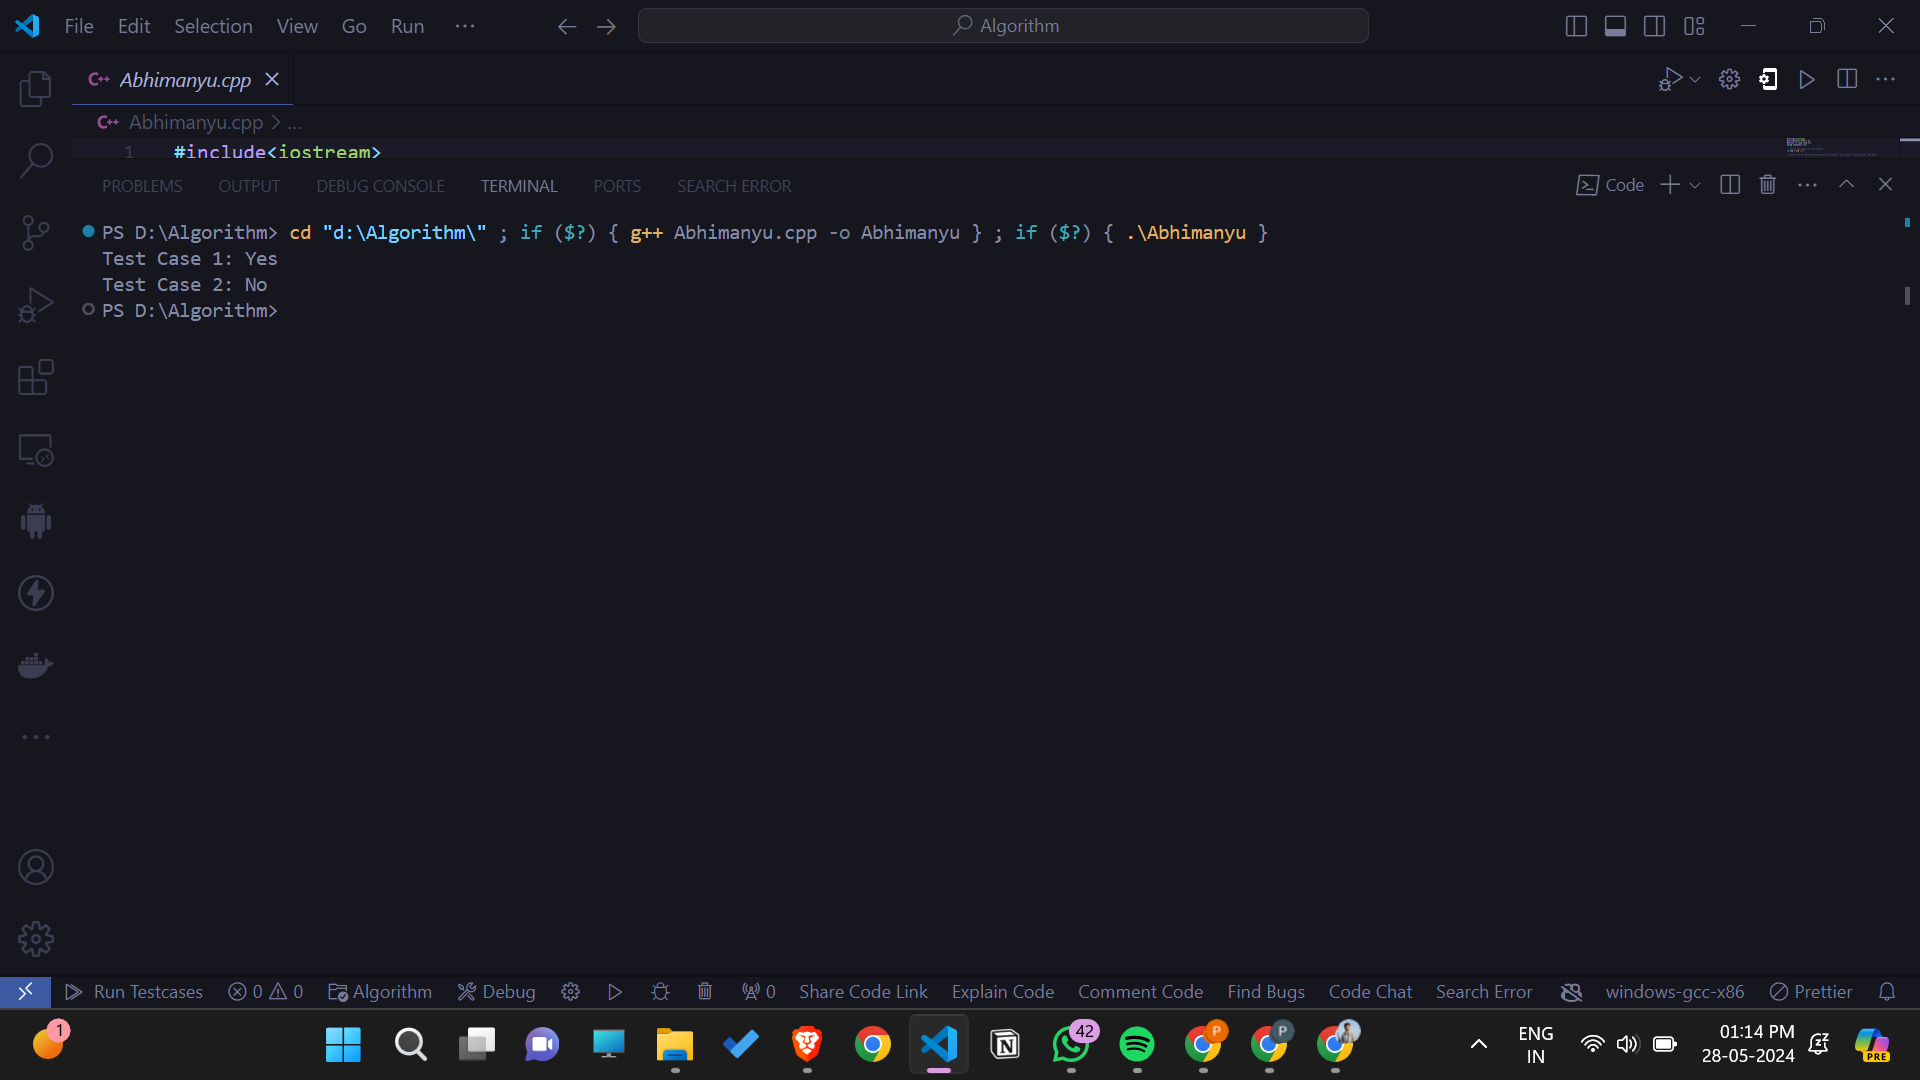 File Edit Selection View Go Run ··· Algorithm
C++ Abhimanyu.cpp
C++ Abhimanyu.cpp > ...
1 #include<iostream>
PROBLEMS OUTPUT DEBUG CONSOLE TERMINAL PORTS SEARCH ERROR Code
PS D:\Algorithm> cd "d:\Algorithm\" ; if ($?) { g++ Abhimanyu.cpp -o Abhimanyu } ; if ($?) { .\Abhimanyu }
Test Case 1: Yes
Test Case 2: No
PS D:\Algorithm>
Run Testcases 0 0 Algorithm Debug 0 Share Code Link Explain Code Comment Code Find Bugs Code Chat Search Error windows-gcc-x86 Prettier
1 42 P P ENG 01:14 PM
IN 28-05-2024 PRE